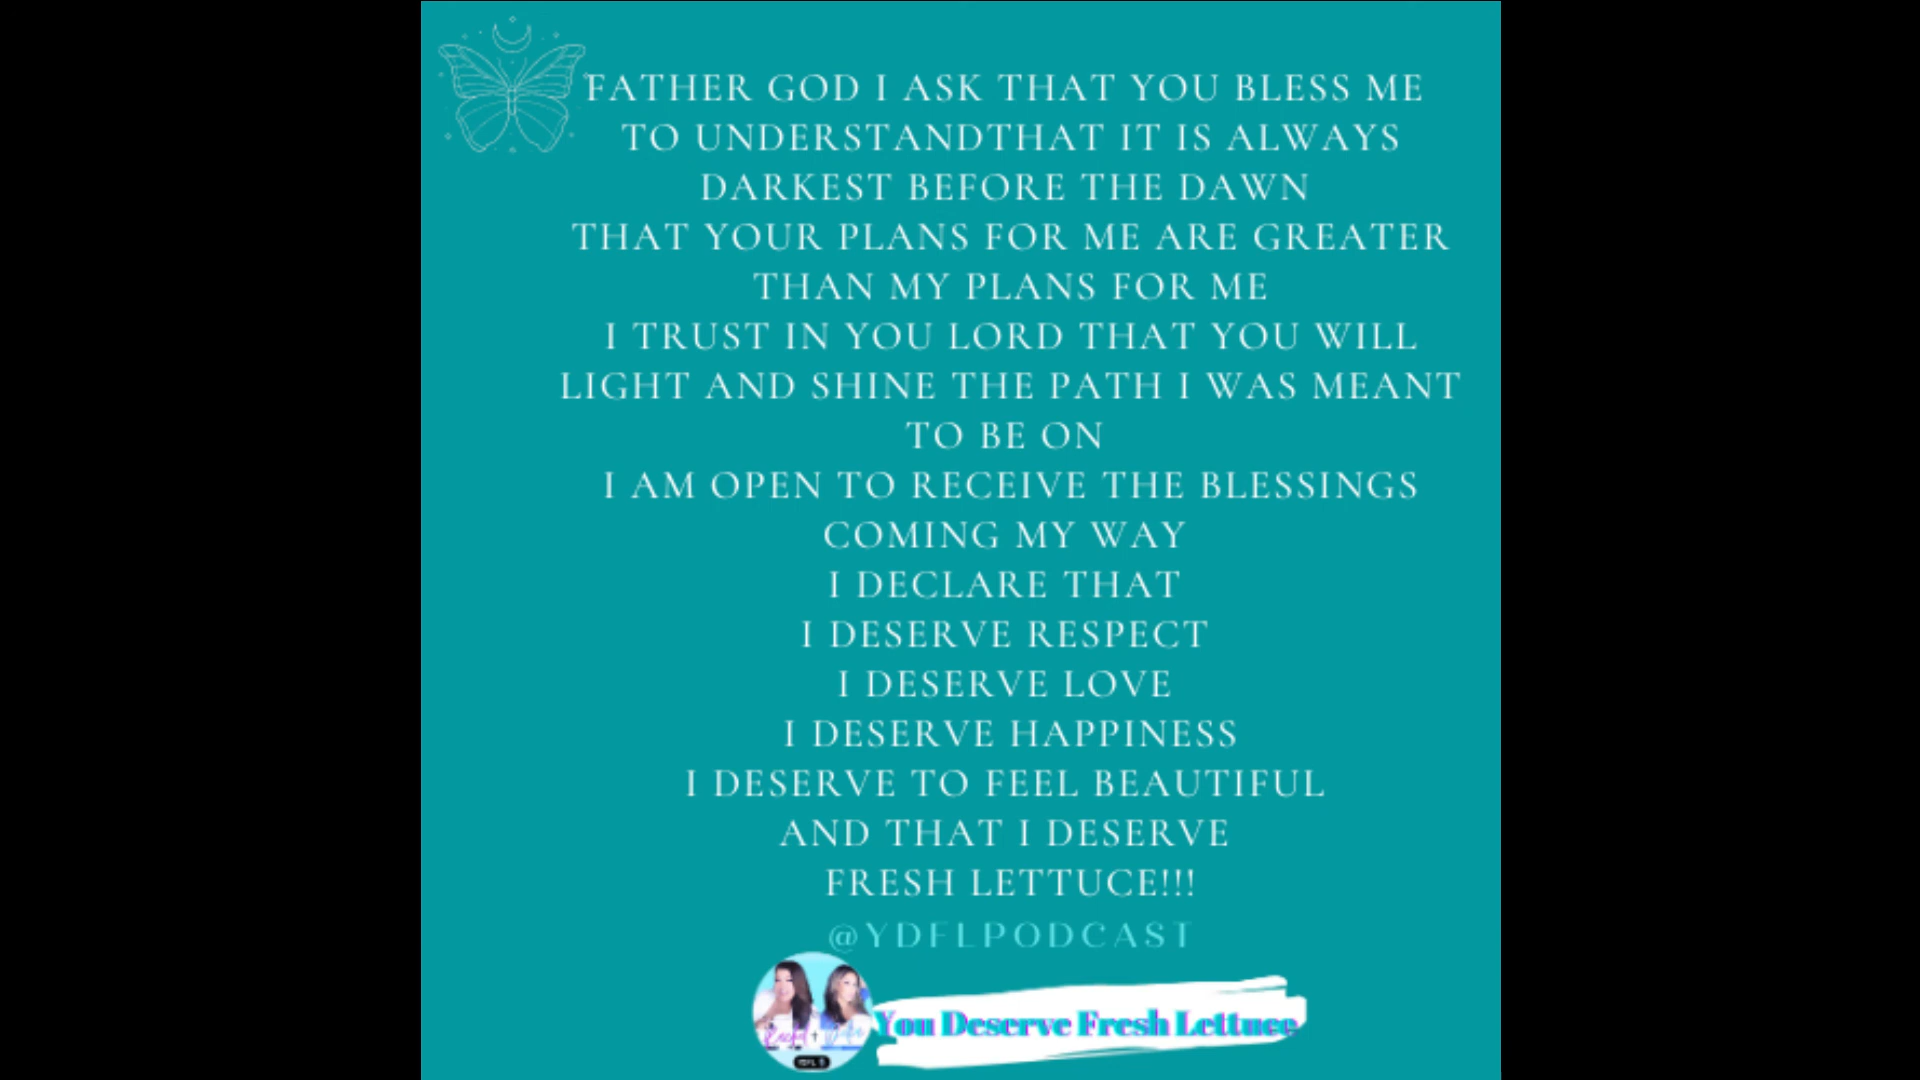 FATHER GOD I ASK THAT YOU BLESS ME
TO UNDERSTANDTHAT IT IS ALWAYS
DARKEST BEFORE THE DAWN
THAT YOUR PLANS FOR ME ARE GREATER
THAN MY PLANS FOR ME
I TRUST IN YOU LORD THAT YOU WILL
LIGHT AND SHINE THE PATH I WAS MEANT
TO BE ON
I AM OPEN TO RECEIVE THE BLESSINGS
COMING MY WAY
I DECLARE THAT
I DESERVE RESPECT
I DESERVE LOVE
I DESERVE HAPPINESS
I DESERVE TO FEEL BEAUTIFUL
AND THAT I DESERVE
FRESH LETTUCE!!!
@YDFLPODCAST
You Deserve Fresh Lettuce